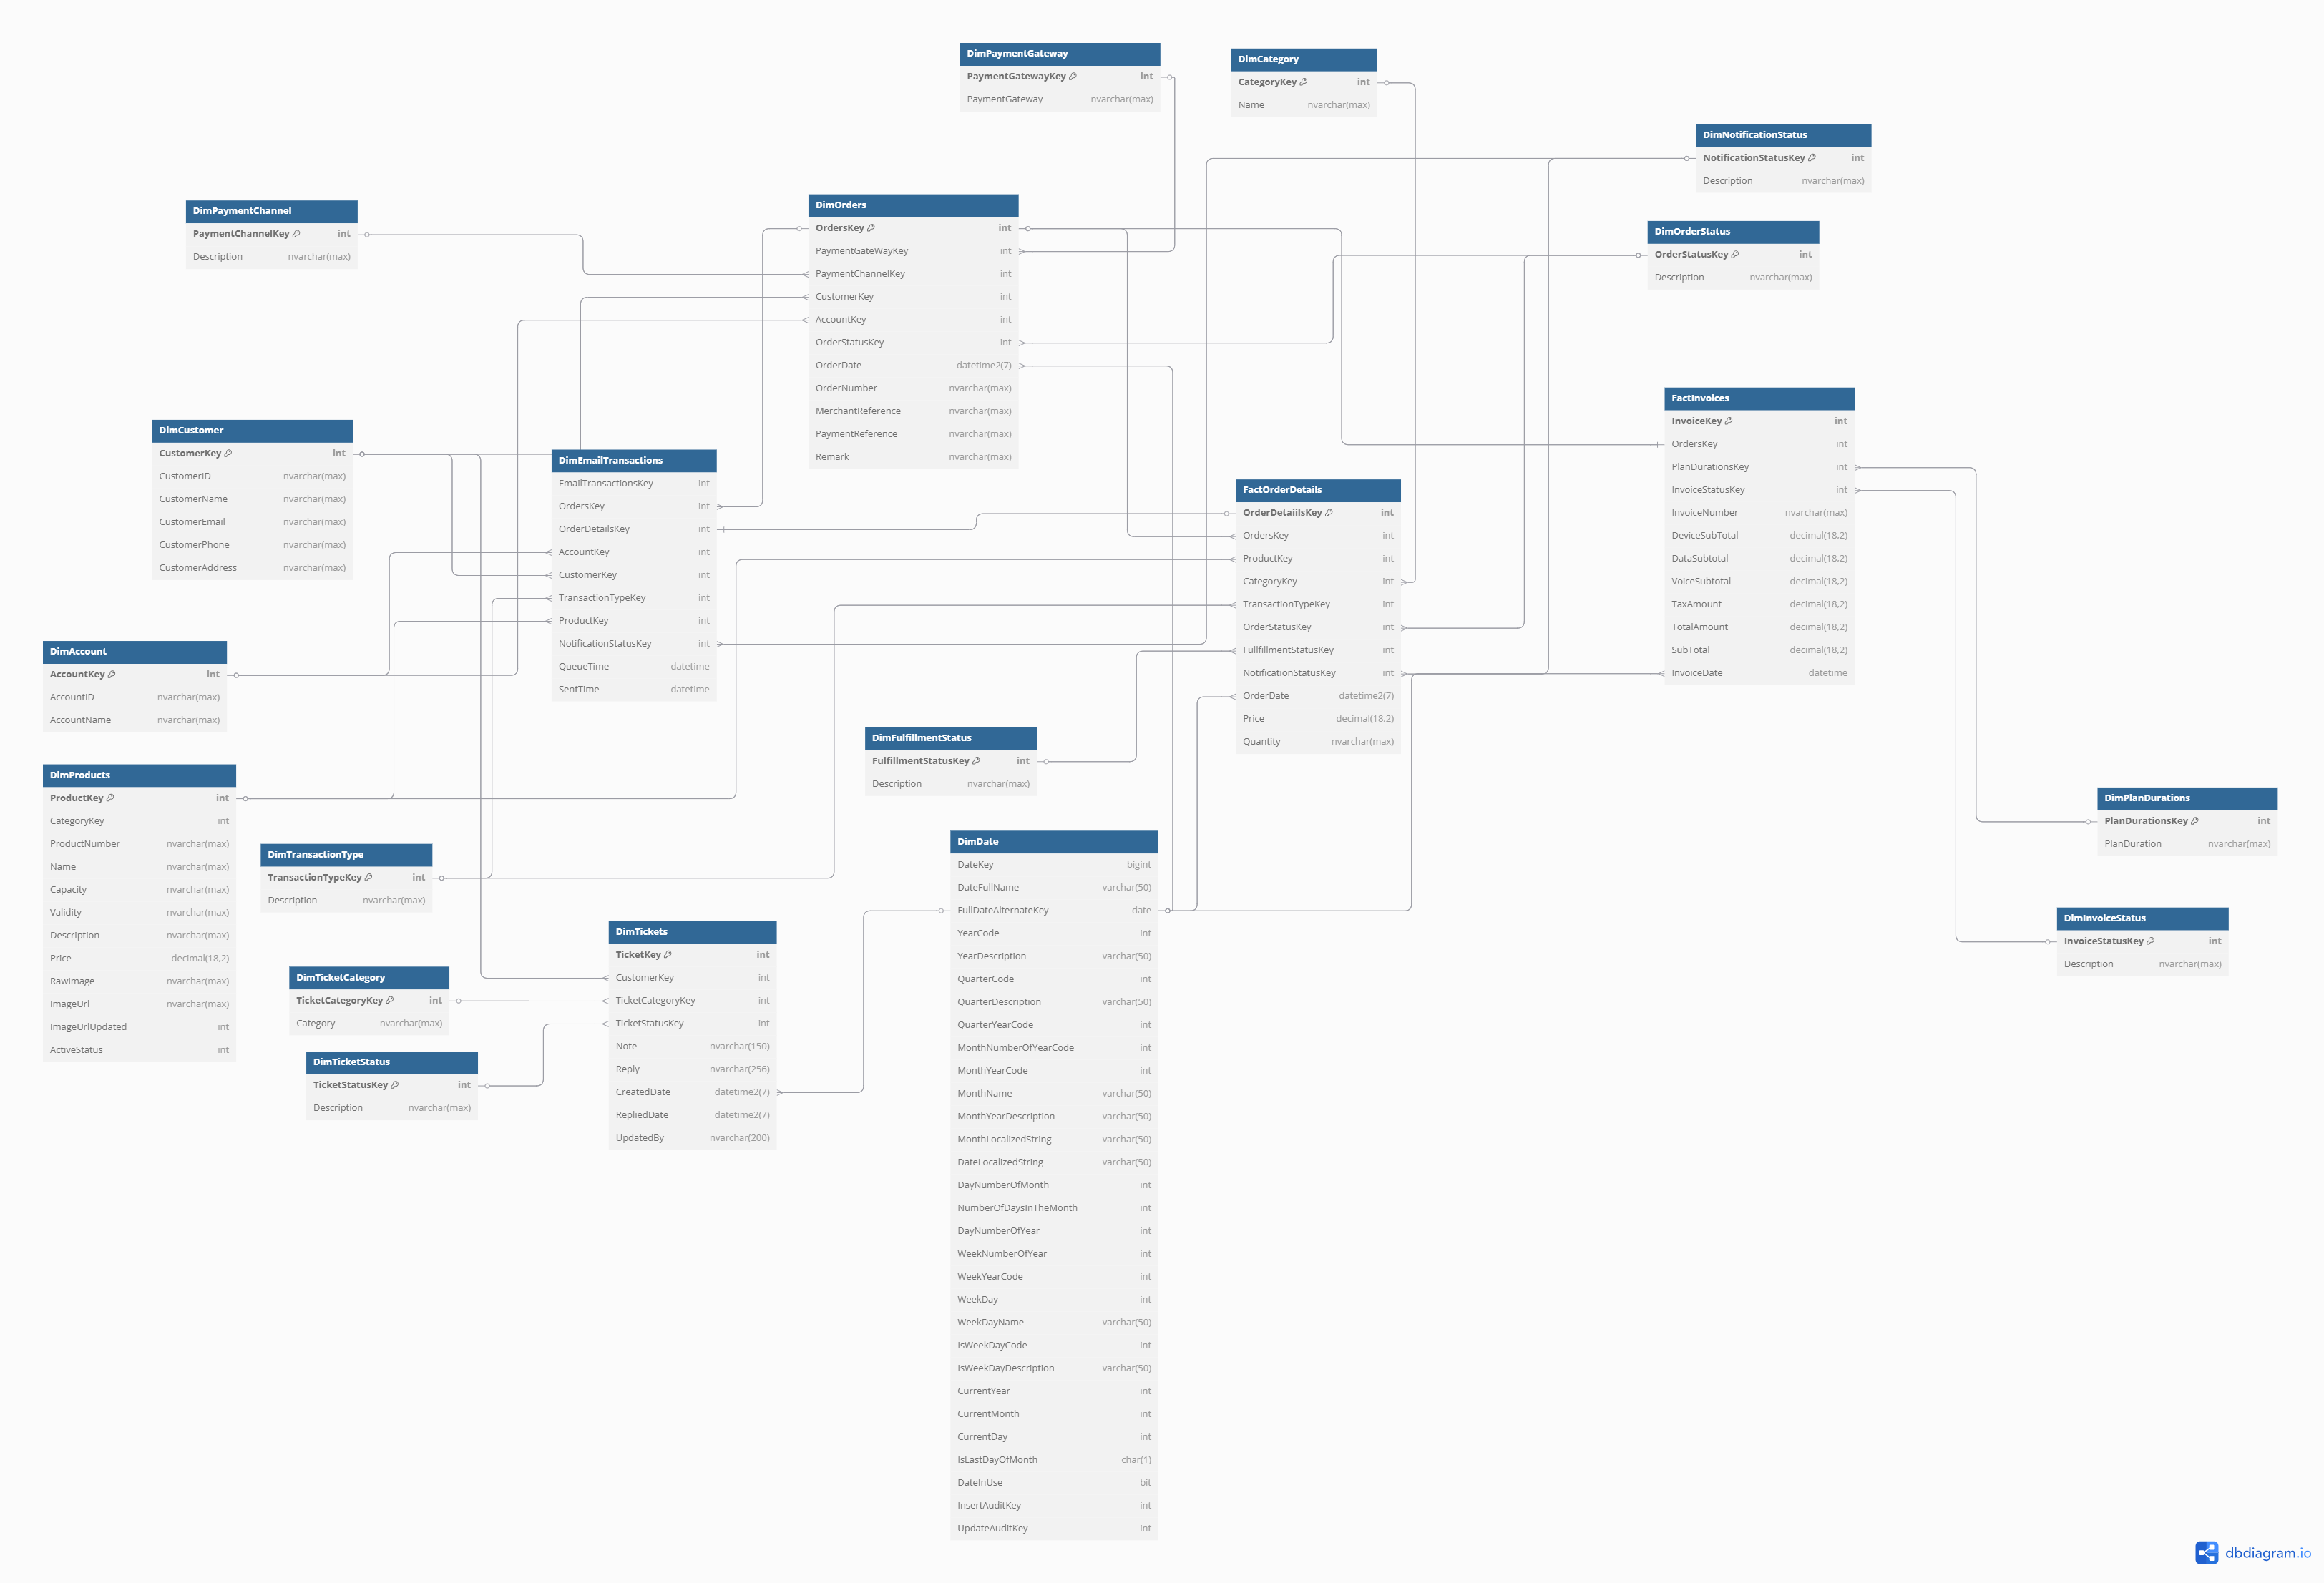 DimPaymentGateway
PaymentGatewayKey int
PaymentGateway nvarchar(max)
DimCategory
CategoryKey int
Name nvarchar(max)
DimNotificationStatus
NotificationStatusKey int
Description nvarchar(max)
DimPaymentChannel
PaymentChannelKey int
Description nvarchar(max)
DimOrders
OrdersKey int
PaymentGateWayKey int
PaymentChannelKey int
CustomerKey int
AccountKey int
OrderStatusKey int
OrderDate datetime2(7)
OrderNumber nvarchar(max)
MerchantReference nvarchar(max)
PaymentReference nvarchar(max)
Remark nvarchar(max)
DimOrderStatus
OrderStatusKey int
Description nvarchar(max)
FactInvoices
InvoiceKey int
OrdersKey int
PlanDurationsKey int
InvoiceStatusKey int
InvoiceNumber nvarchar(max)
DeviceSubTotal decimal(18,2)
DataSubtotal decimal(18,2)
VoiceSubtotal decimal(18,2)
TaxAmount decimal(18,2)
TotalAmount decimal(18,2)
SubTotal decimal(18,2)
InvoiceDate datetime
DimCustomer
CustomerKey int
CustomerID nvarchar(max)
CustomerName nvarchar(max)
CustomerEmail nvarchar(max)
CustomerPhone nvarchar(max)
CustomerAddress nvarchar(max)
DimEmailTransactions
EmailTransactionsKey int
OrdersKey int
OrderDetailsKey int
AccountKey int
CustomerKey int
TransactionTypeKey int
ProductKey int
NotificationStatusKey int
QueueTime datetime
SentTime datetime
FactOrderDetails
OrderDetaiilsKey int
OrdersKey int
ProductKey int
CategoryKey int
TransactionTypeKey int
OrderStatusKey int
FullfillmentStatusKey int
NotificationStatusKey int
OrderDate datetime2(7)
Price decimal(18,2)
Quantity nvarchar(max)
DimAccount
AccountKey int
AccountID nvarchar(max)
AccountName nvarchar(max)
DimFulfillmentStatus
FulfillmentStatusKey int
Description nvarchar(max)
DimProducts
ProductKey int
CategoryKey int
ProductNumber nvarchar(max)
Name nvarchar(max)
Capacity nvarchar(max)
Validity nvarchar(max)
Description nvarchar(max)
Price decimal(18,2)
RawImage nvarchar(max)
ImageUrl nvarchar(max)
ImageUrlUpdated int
ActiveStatus int
DimPlanDurations
PlanDurationsKey int
PlanDuration nvarchar(max)
DimTransactionType
TransactionTypeKey int
Description nvarchar(max)
DimDate
DateKey bigint
DateFullName varchar(50)
FullDateAlternateKey date
YearCode int
YearDescription varchar(50)
QuarterCode int
QuarterDescription varchar(50)
QuarterYearCode int
MonthNumberOfYearCode int
MonthYearCode int
MonthName varchar(50)
MonthYearDescription varchar(50)
MonthLocalizedString varchar(50)
DateLocalizedString varchar(50)
DayNumberOfMonth int
NumberOfDaysInTheMonth int
DayNumberOfYear int
WeekNumberOfYear int
WeekYearCode int
WeekDay int
WeekDayName varchar(50)
IsWeekDayCode int
IsWeekDayDescription varchar(50)
CurrentYear int
CurrentMonth int
CurrentDay int
IsLastDayOfMonth char(1)
DateInUse bit
InsertAuditKey int
UpdateAuditKey int
DimInvoiceStatus
InvoiceStatusKey int
Description nvarchar(max)
DimTickets
TicketKey int
CustomerKey int
TicketCategoryKey int
TicketStatusKey int
Note nvarchar(150)
Reply nvarchar(256)
CreatedDate datetime2(7)
RepliedDate datetime2(7)
UpdatedBy nvarchar(200)
DimTicketCategory
TicketCategoryKey int
Category nvarchar(max)
DimTicketStatus
TicketStatusKey int
Description nvarchar(max)
dbdiagram.io